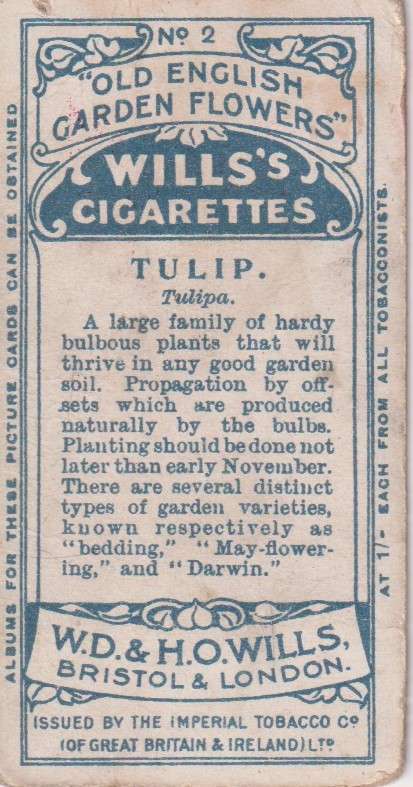 Nº 2
"OLD ENGLISH
GARDEN FLOWERS"
WILLS'S
CIGARETTES
TULIP.
Tulipa.
A large family of hardy
bulbous plants that will
thrive in any good garden
soil. Propagation by off-
sets which are produced
naturally by the bulbs.
Planting should be done not
later than early November.
There are several distinct
types of garden varieties,
known respectively as
"bedding," "May-flower-
ing," and "Darwin."
W.D. & H.O. WILLS,
BRISTOL & LONDON.
ISSUED BY THE IMPERIAL TOBACCO Cº
(OF GREAT BRITAIN & IRELAND) LTº
ALBUMS FOR THESE PICTURE CARDS CAN BE OBTAINED
AT 1/- EACH FROM ALL TOBACCONISTS.